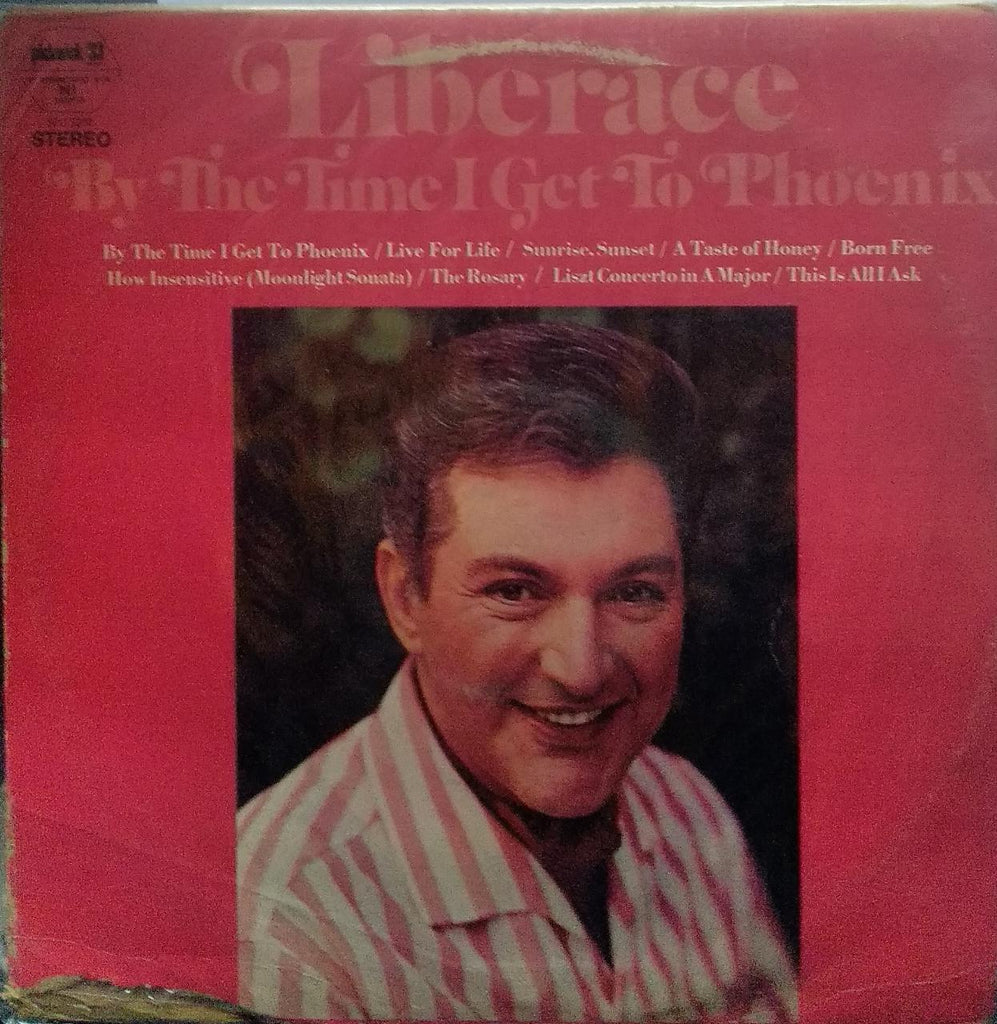 pickwick/33
STEREO
Liberace
By The Time I Get To Phoenix
By The Time I Get To Phoenix / Live For Life / Sunrise, Sunset / A Taste of Honey / Born Free
How Insensitive (Moonlight Sonata) / The Rosary / Liszt Concerto in A Major / This Is All I Ask